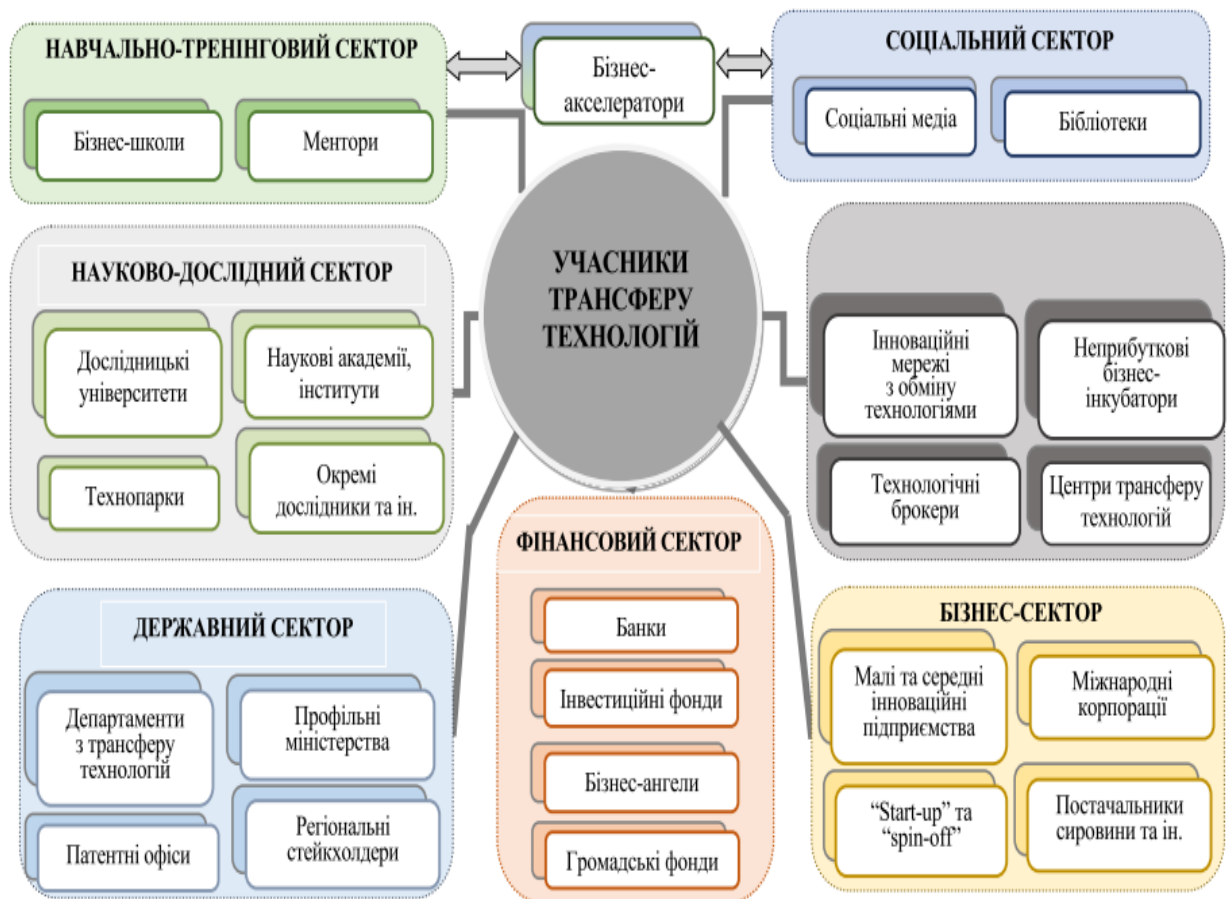 НАВЧАЛЬНО-ТРЕНІНГОВИЙ СЕКТОР
Бізнес-школи
Ментори
Бізнес-
акселератори
СОЦІАЛЬНИЙ СЕКТОР
Соціальні медіа
Бібліотеки
УЧАСНИКИ
ТРАНСФЕРУ
ТЕХНОЛОГІЙ
НАУКОВО-ДОСЛІДНИЙ СЕКТОР
Дослідницькі
університети
Наукові академії,
інститути
Технопарки
Окремі
дослідники та ін.
Інноваційні
мережі
з обміну
технологіями
Неприбуткові
бізнес-
інкубатори
Технологічні
брокери
Центри трансферу
технологій
ДЕРЖАВНИЙ СЕКТОР
Департаменти
з трансферу
технологій
Профільні
міністерства
Патентні офіси
Регіональні
стейкхолдери
ФІНАНСОВИЙ СЕКТОР
Банки
Інвестиційні фонди
Бізнес-ангели
Громадські фонди
БІЗНЕС-СЕКТОР
Малі та середні
інноваційні
підприємства
Міжнародні
корпорації
“Start-up” та
“spin-off”
Постачальники
сировини та ін.